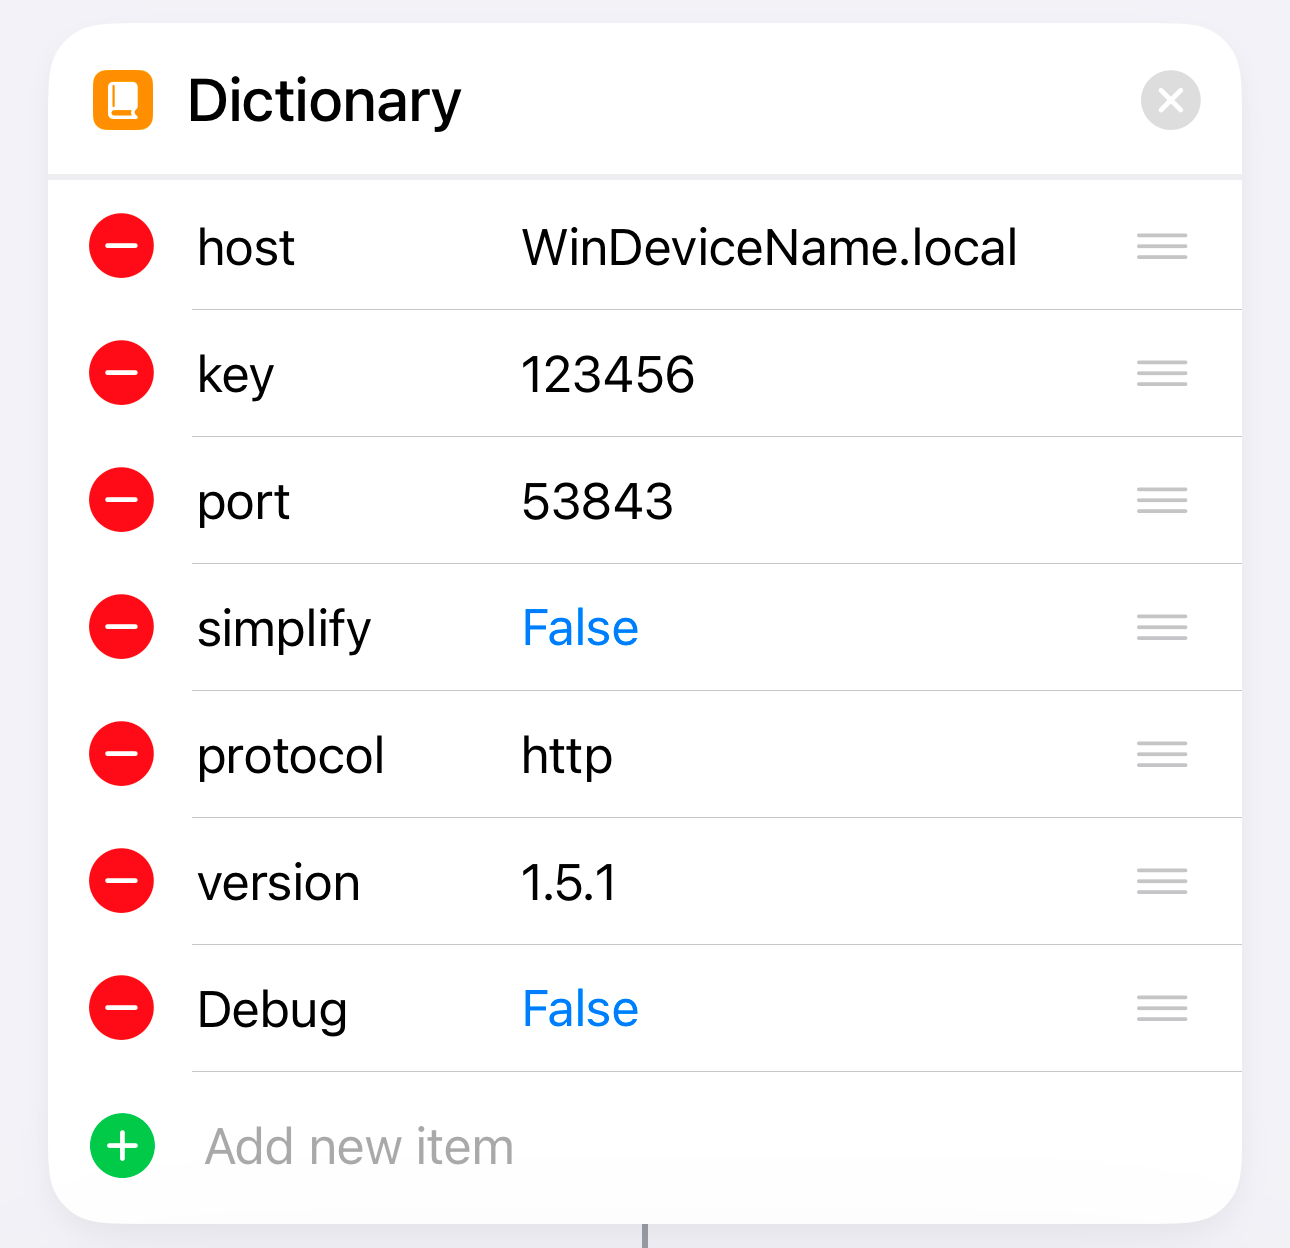 Dictionary
host WinDeviceName.local
key 123456
port 53843
simplify False
protocol http
version 1.5.1
Debug False
Add new item